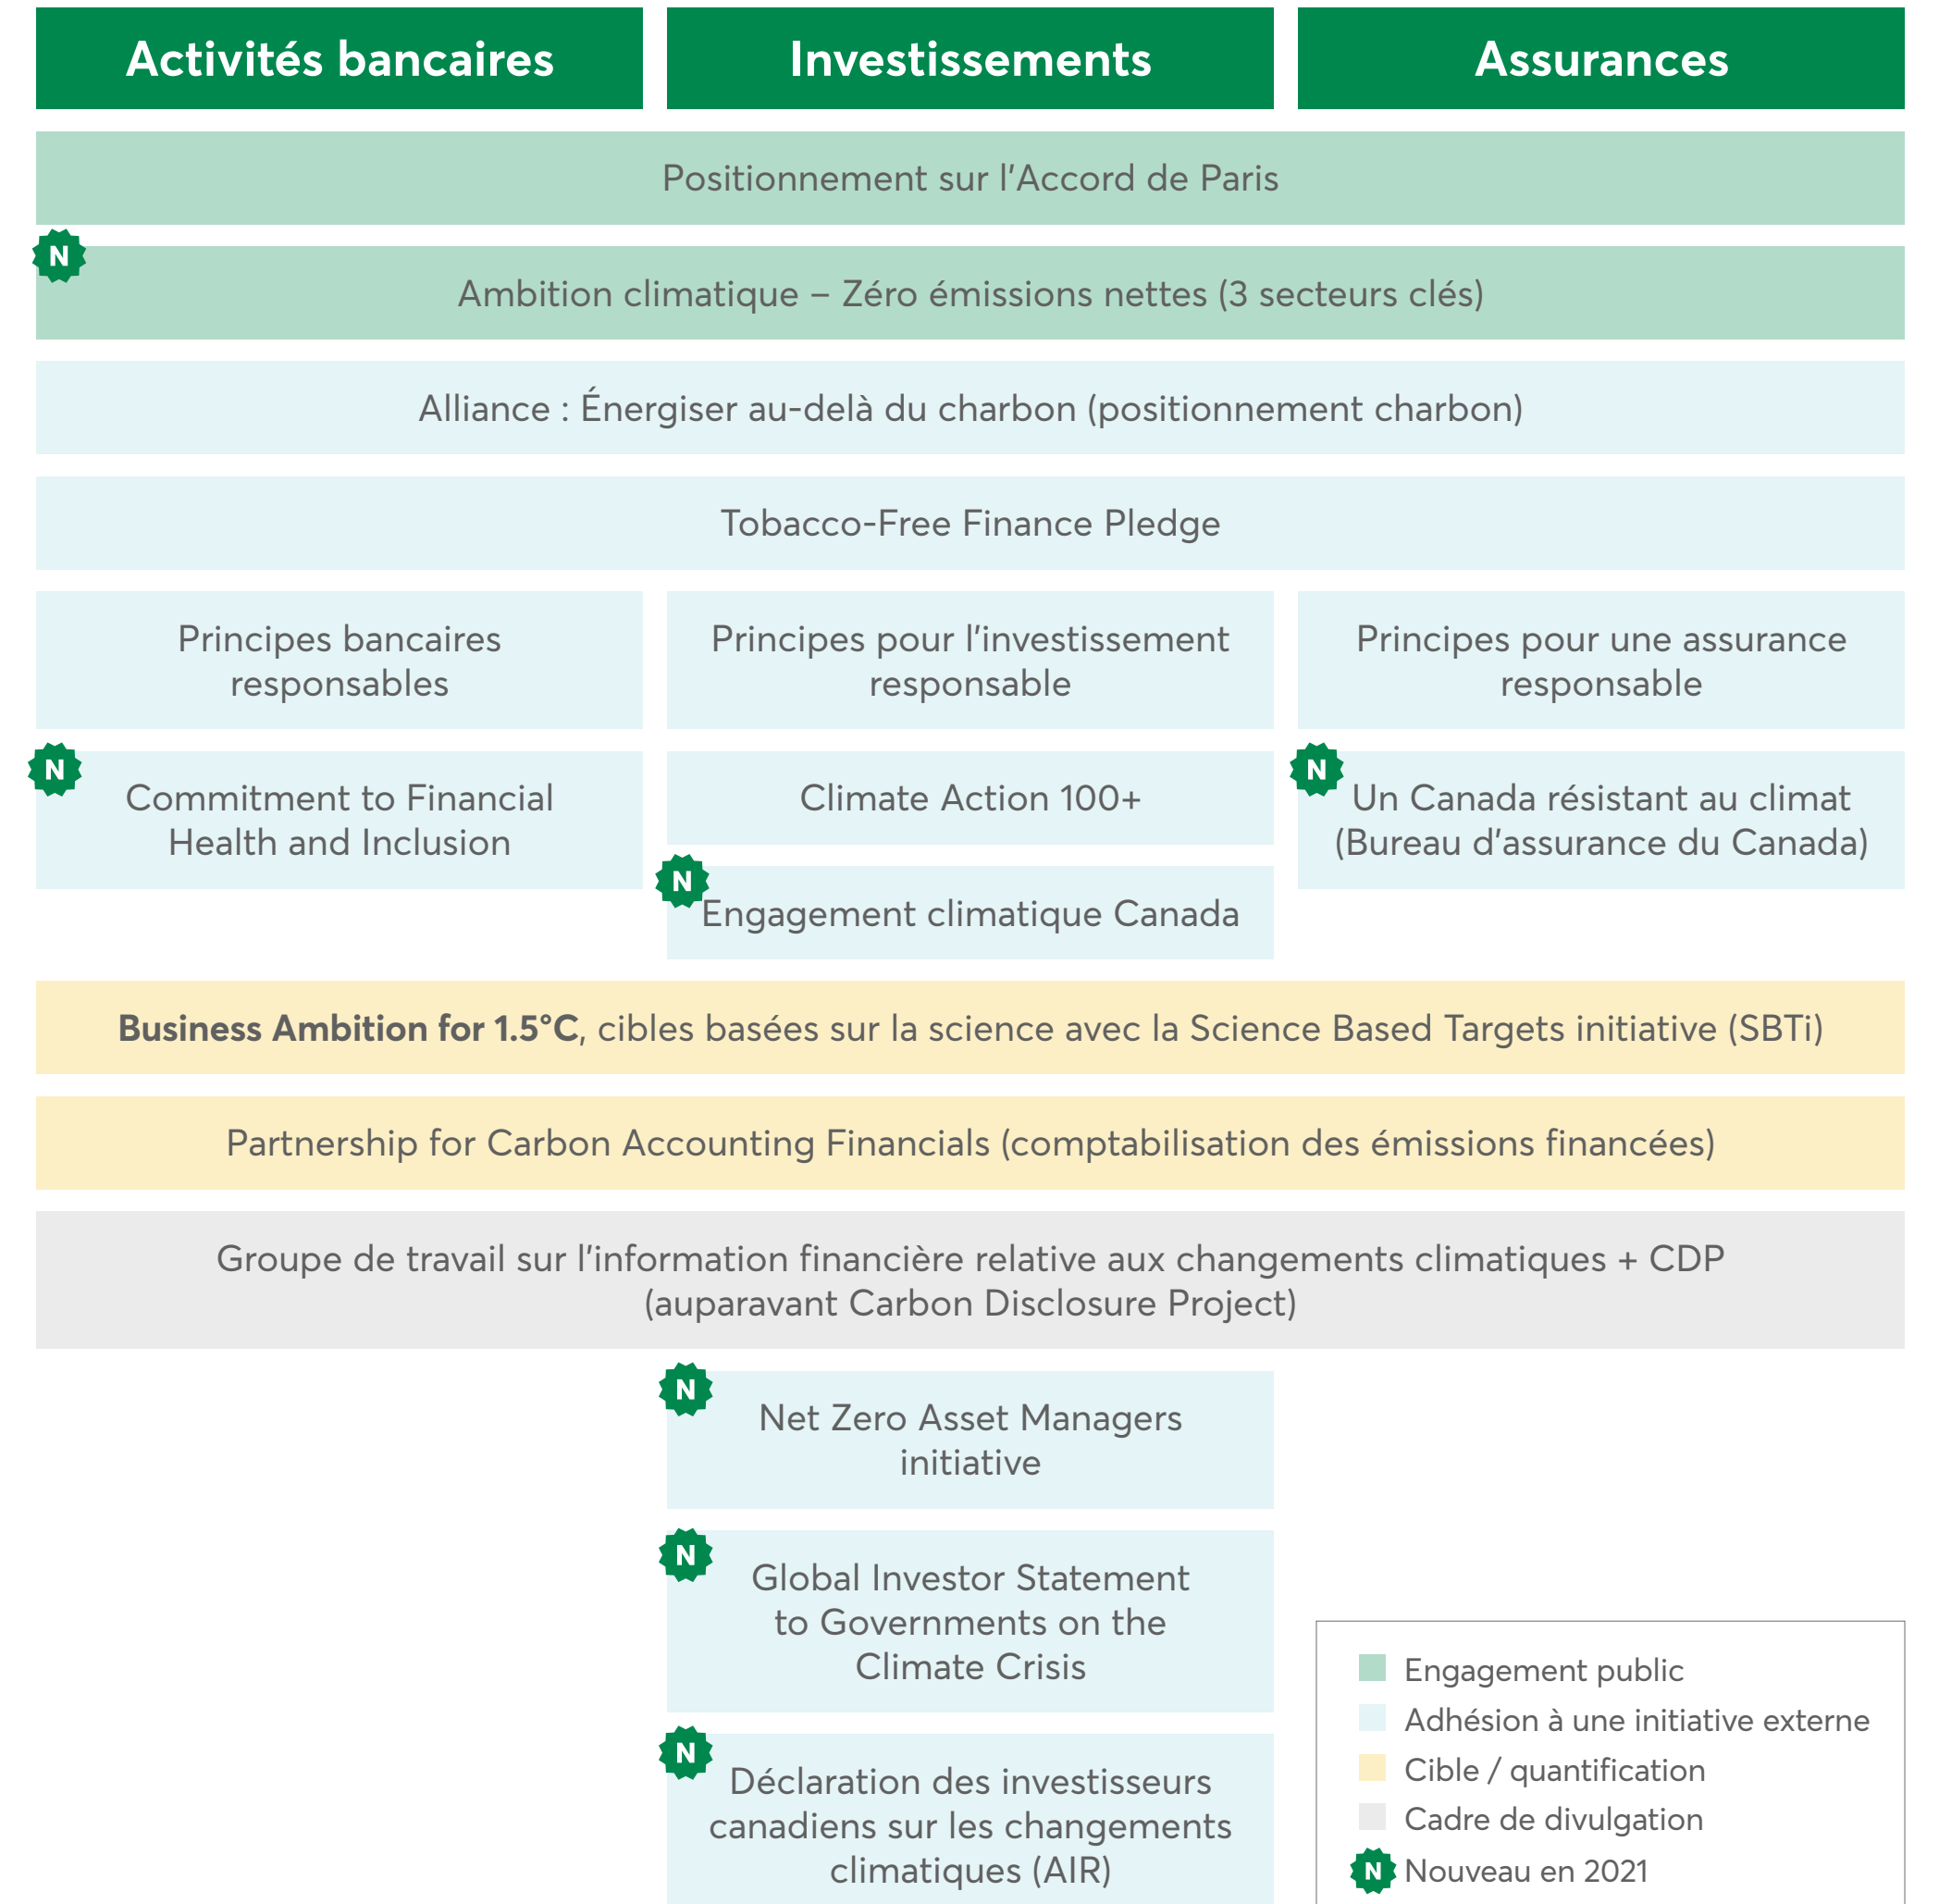 Activités bancaires
Investissements
Assurances
Positionnement sur l'Accord de Paris
N
Ambition climatique – Zéro émissions nettes (3 secteurs clés)
Alliance : Énergiser au-delà du charbon (positionnement charbon)
Tobacco-Free Finance Pledge
Principes bancaires
responsables
Principes pour l'investissement
responsable
Principes pour une assurance
responsable
N
Commitment to Financial
Health and Inclusion
Climate Action 100+
N
Engagement climatique Canada
N
Un Canada résistant au climat
(Bureau d'assurance du Canada)
Business Ambition for 1.5°C, cibles basées sur la science avec la Science Based Targets initiative (SBTi)
Partnership for Carbon Accounting Financials (comptabilisation des émissions financées)
Groupe de travail sur l'information financière relative aux changements climatiques + CDP
(auparavant Carbon Disclosure Project)
N
Net Zero Asset Managers
initiative
N
Global Investor Statement
to Governments on the
Climate Crisis
N
Déclaration des investisseurs
canadiens sur les changements
climatiques (AIR)
Engagement public
Adhésion à une initiative externe
Cible / quantification
Cadre de divulgation
N Nouveau en 2021